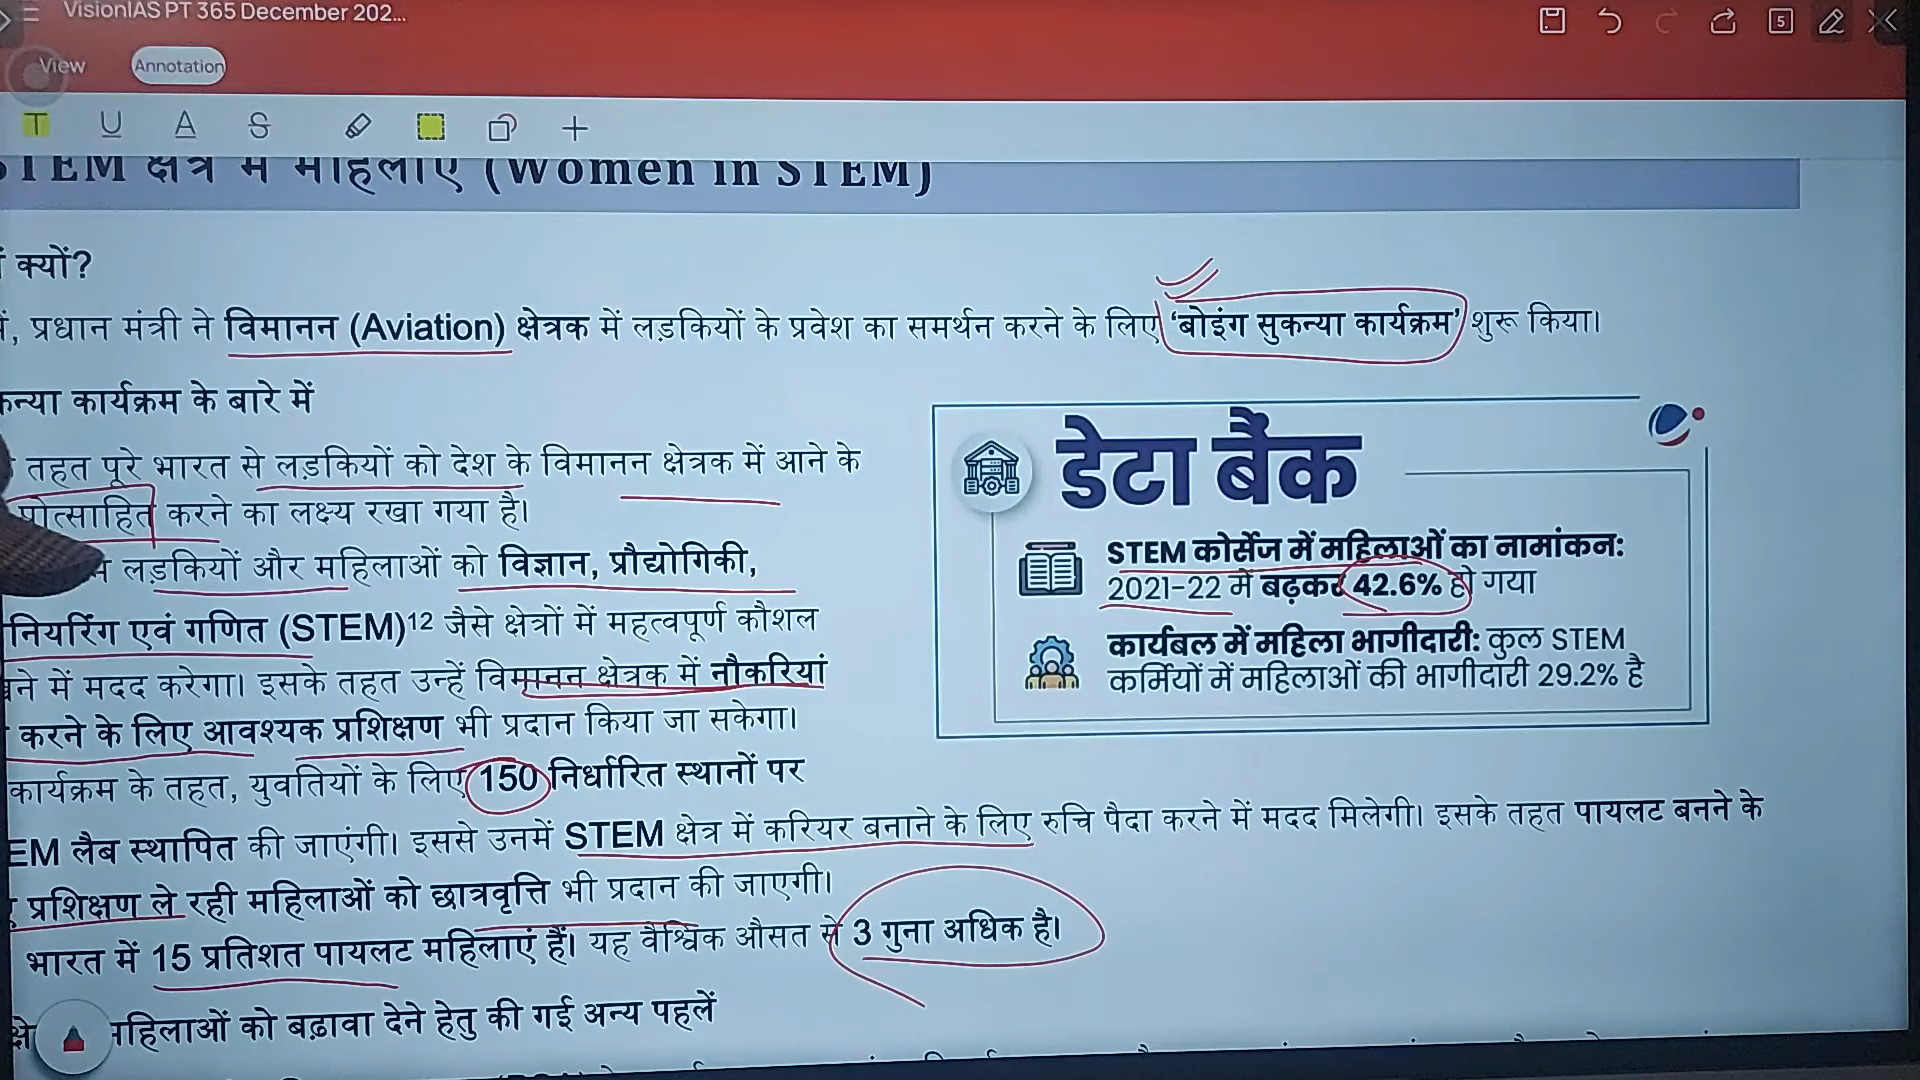 VisionIAS PT 365 December 202...
5
View
Annotation
T U A S
STEM क्षेत्र में महिलाएं (Women in STEM)
क्यों?
प्रधान मंत्री ने विमानन (Aviation) क्षेत्रक में लड़कियों के प्रवेश का समर्थन करने के लिए 'बोइंग सुकन्या कार्यक्रम' शुरू किया।
कन्या कार्यक्रम के बारे में
तहत पूरे भारत से लड़कियों को देश के विमानन क्षेत्रक में आने के
प्रोत्साहित करने का लक्ष्य रखा गया है।
लड़कियों और महिलाओं को विज्ञान, प्रौद्योगिकी,
नियरिंग एवं गणित (STEM)12 जैसे क्षेत्रों में महत्वपूर्ण कौशल
ने में मदद करेगा। इसके तहत उन्हें विमानन क्षेत्रक में नौकरियां
करने के लिए आवश्यक प्रशिक्षण भी प्रदान किया जा सकेगा।
कार्यक्रम के तहत, युवतियों के लिए 150 निर्धारित स्थानों पर
EM लैब स्थापित की जाएंगी। इससे उनमें STEM क्षेत्र में करियर बनाने के लिए रुचि पैदा करने में मदद मिलेगी। इसके तहत पायलट बनने के
प्रशिक्षण ले रही महिलाओं को छात्रवृत्ति भी प्रदान की जाएगी।
भारत में 15 प्रतिशत पायलट महिलाएं हैं। यह वैश्विक औसत से 3 गुना अधिक है।
महिलाओं को बढ़ावा देने हेतु की गई अन्य पहलें
डेटा बैंक
STEM कोर्सेज में महिलाओं का नामांकन:
2021-22 में बढ़कर 42.6% हो गया
कार्यबल में महिला भागीदारी: कुल STEM
कर्मियों में महिलाओं की भागीदारी 29.2% है